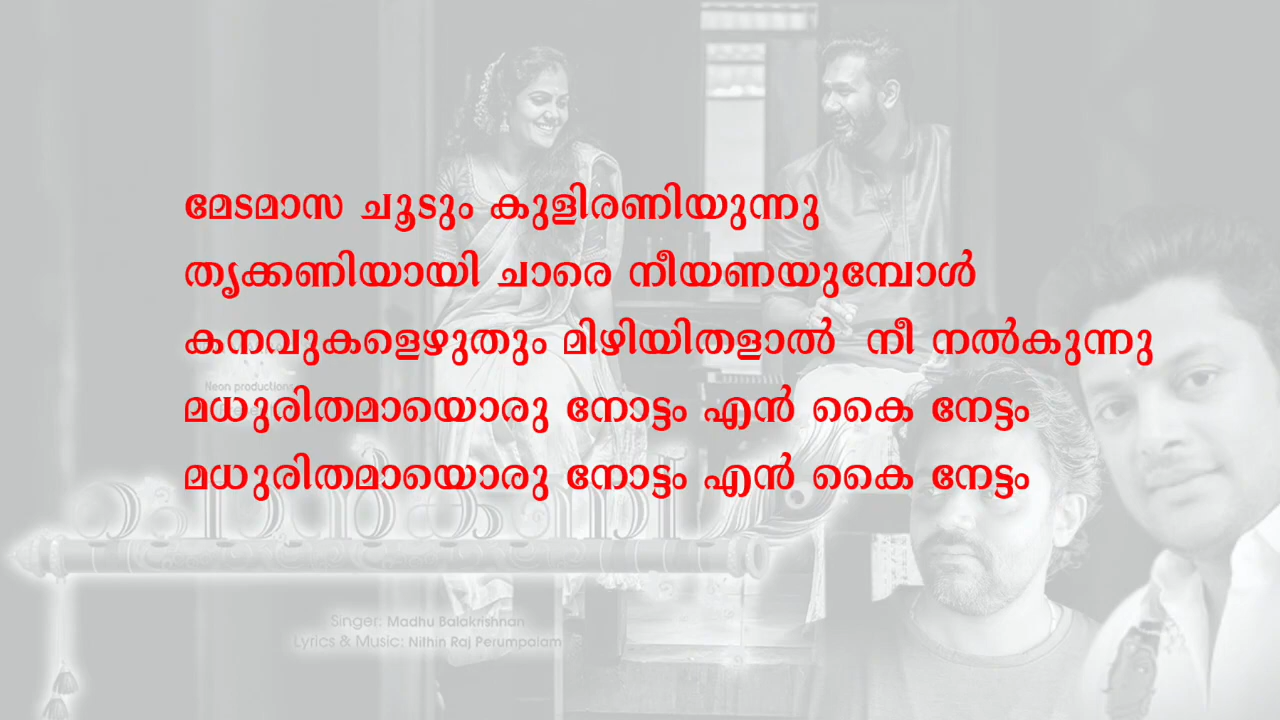 മേടമാസ ചൂടും കുളിരണിയുന്നു
തൃക്കണിയായി ചാരെ നീയണയുമ്പോൾ
കനവുകളെഴുതും മിഴിയിതളാൽ നീ നൽകുന്നു
മധുരിതമായൊരു നോട്ടം എൻ കൈ നേട്ടം
മധുരിതമായൊരു നോട്ടം എൻ കൈ നേട്ടം
Neon productions
പൊൻകണി
Singer: Madhu Balakrishnan
Lyrics & Music: Nithin Raj Perumpalam